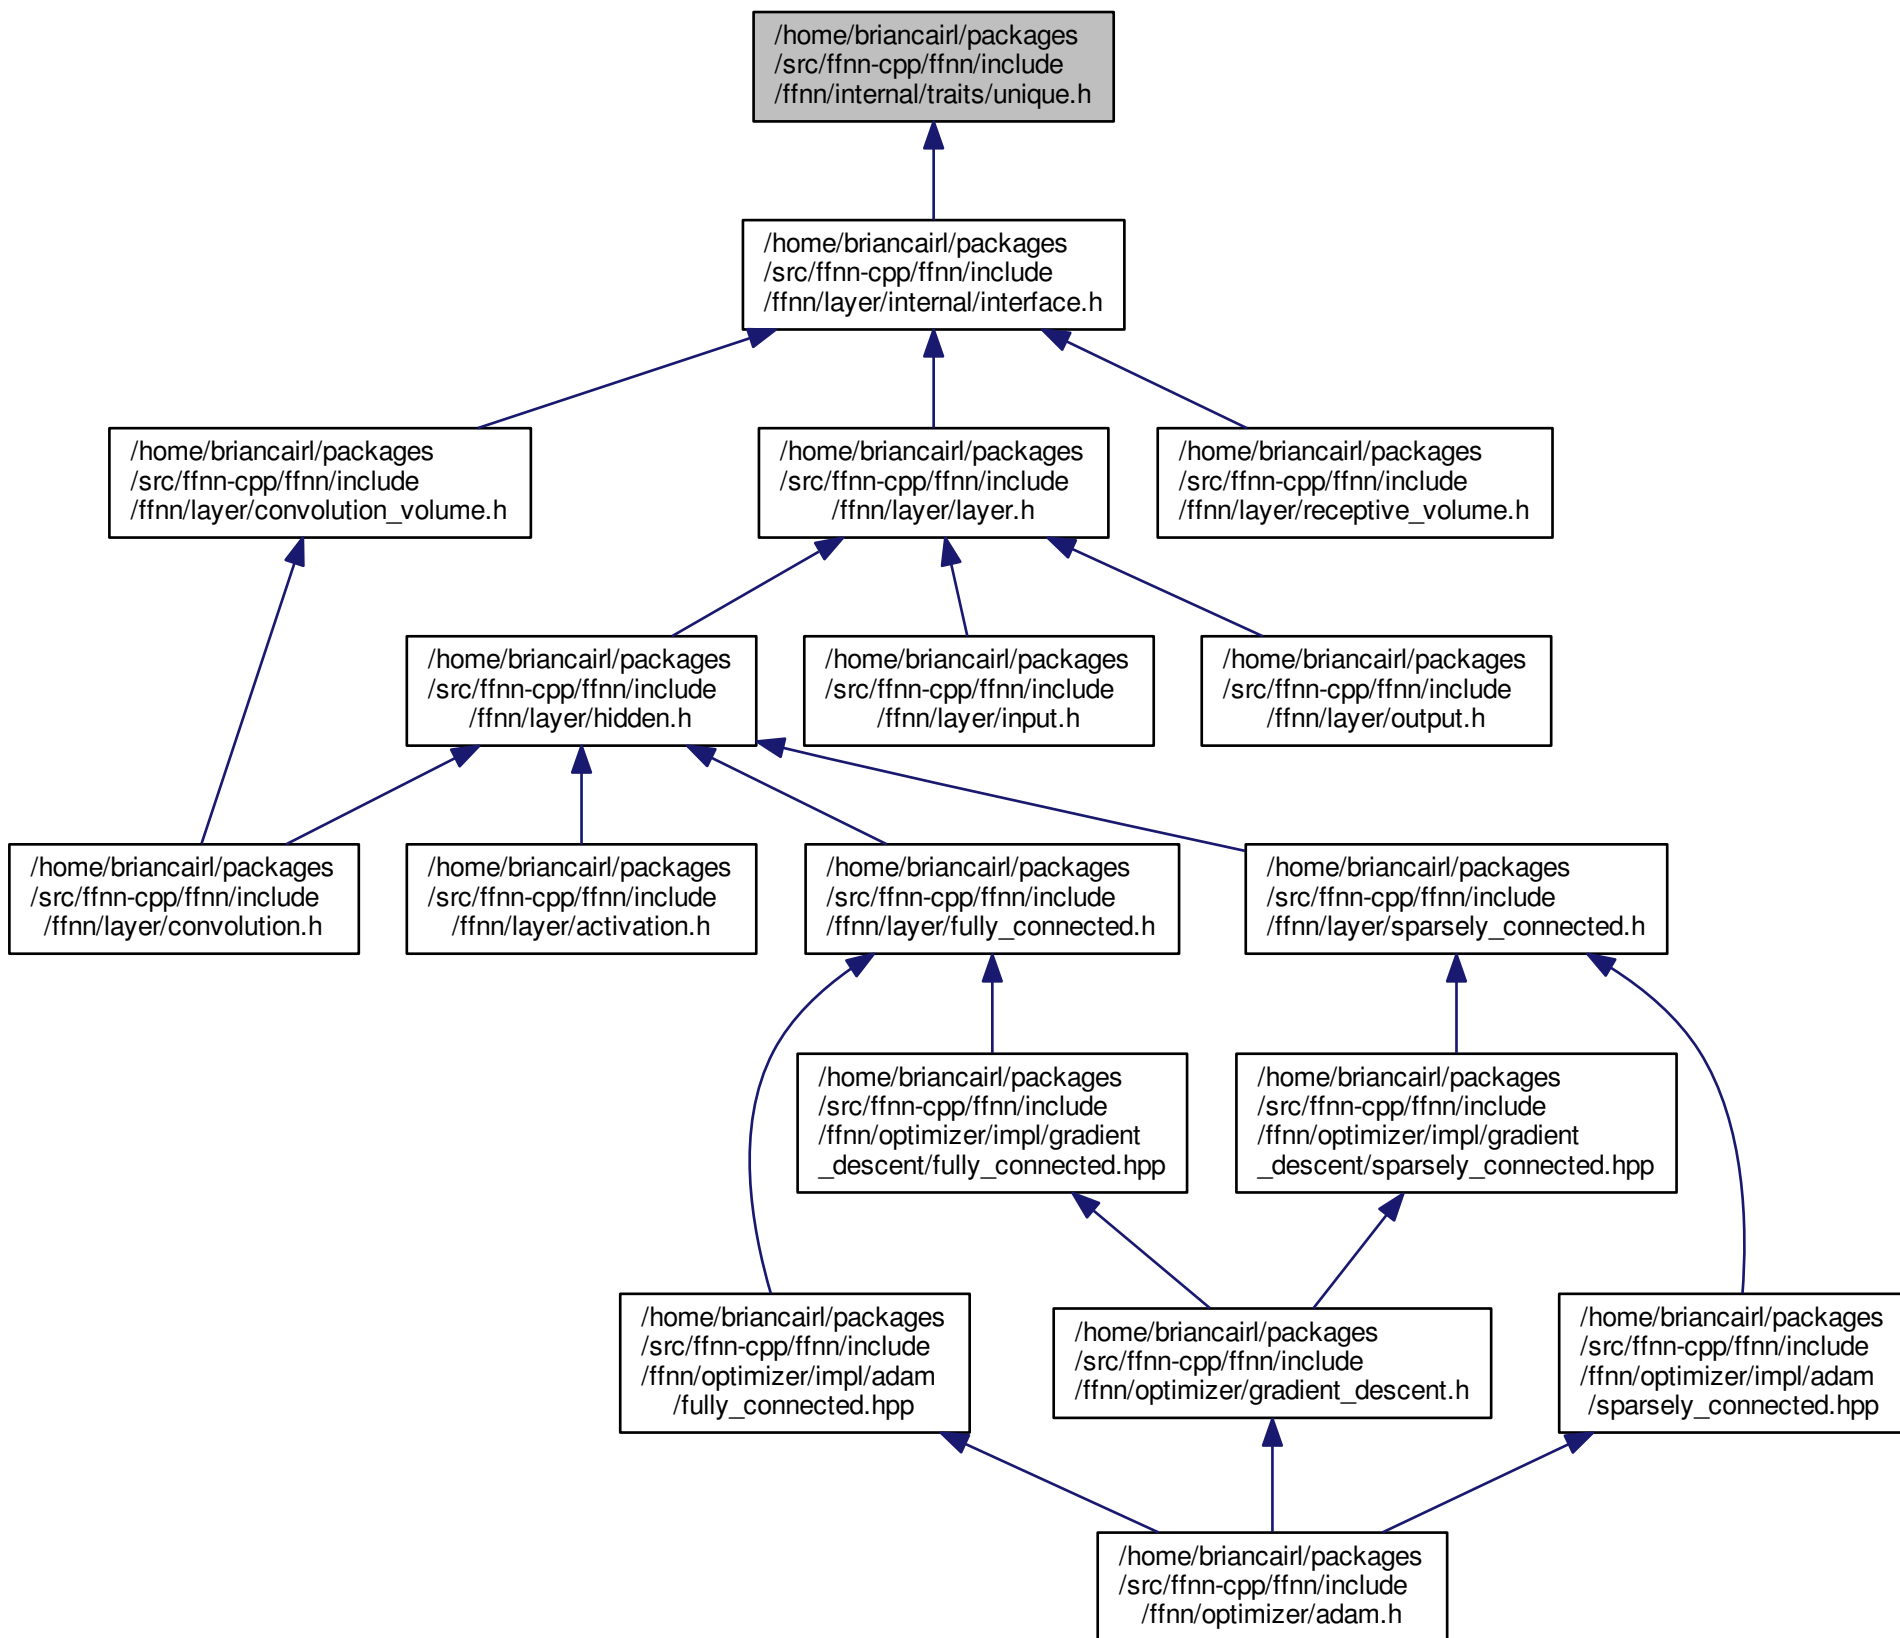 /home/briancairl/packages
/src/ffnn-cpp/ffnn/include
/ffnn/internal/traits/unique.h
/home/briancairl/packages
/src/ffnn-cpp/ffnn/include
/ffnn/layer/internal/interface.h
/home/briancairl/packages
/src/ffnn-cpp/ffnn/include
/ffnn/layer/convolution_volume.h
/home/briancairl/packages
/src/ffnn-cpp/ffnn/include
/ffnn/layer/layer.h
/home/briancairl/packages
/src/ffnn-cpp/ffnn/include
/ffnn/layer/receptive_volume.h
/home/briancairl/packages
/src/ffnn-cpp/ffnn/include
/ffnn/layer/hidden.h
/home/briancairl/packages
/src/ffnn-cpp/ffnn/include
/ffnn/layer/input.h
/home/briancairl/packages
/src/ffnn-cpp/ffnn/include
/ffnn/layer/output.h
/home/briancairl/packages
/src/ffnn-cpp/ffnn/include
/ffnn/layer/convolution.h
/home/briancairl/packages
/src/ffnn-cpp/ffnn/include
/ffnn/layer/activation.h
/home/briancairl/packages
/src/ffnn-cpp/ffnn/include
/ffnn/layer/fully_connected.h
/home/briancairl/packages
/src/ffnn-cpp/ffnn/include
/ffnn/layer/sparsely_connected.h
/home/briancairl/packages
/src/ffnn-cpp/ffnn/include
/ffnn/optimizer/impl/gradient
_descent/fully_connected.hpp
/home/briancairl/packages
/src/ffnn-cpp/ffnn/include
/ffnn/optimizer/impl/gradient
_descent/sparsely_connected.hpp
/home/briancairl/packages
/src/ffnn-cpp/ffnn/include
/ffnn/optimizer/impl/adam
/fully_connected.hpp
/home/briancairl/packages
/src/ffnn-cpp/ffnn/include
/ffnn/optimizer/gradient_descent.h
/home/briancairl/packages
/src/ffnn-cpp/ffnn/include
/ffnn/optimizer/impl/adam
/sparsely_connected.hpp
/home/briancairl/packages
/src/ffnn-cpp/ffnn/include
/ffnn/optimizer/adam.h